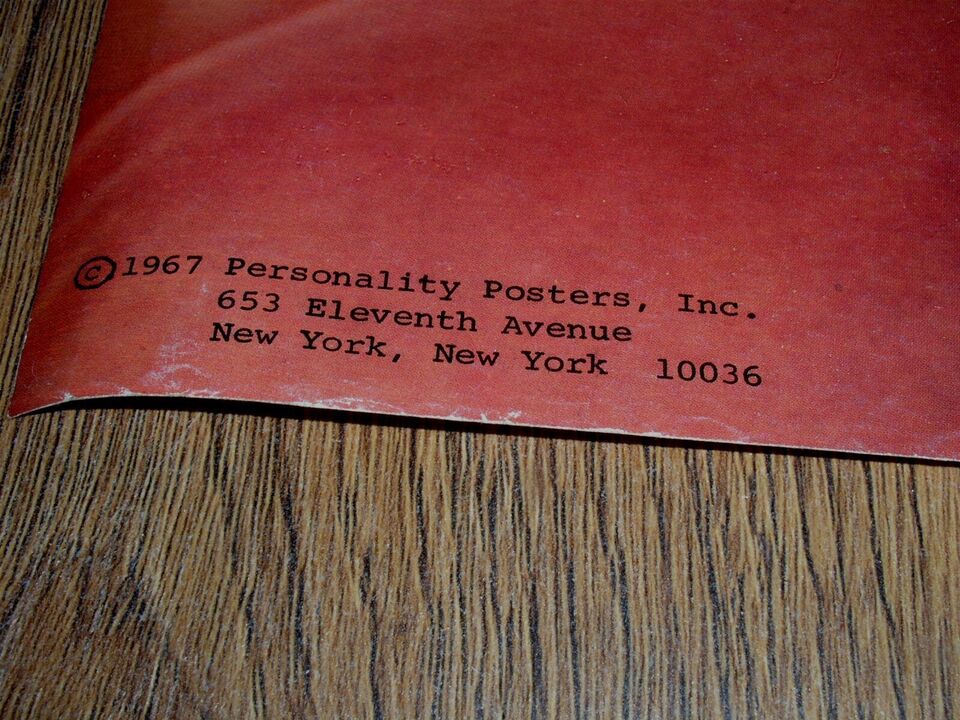 ©1967 Personality Posters, Inc.
653 Eleventh Avenue
New York, New York 10036